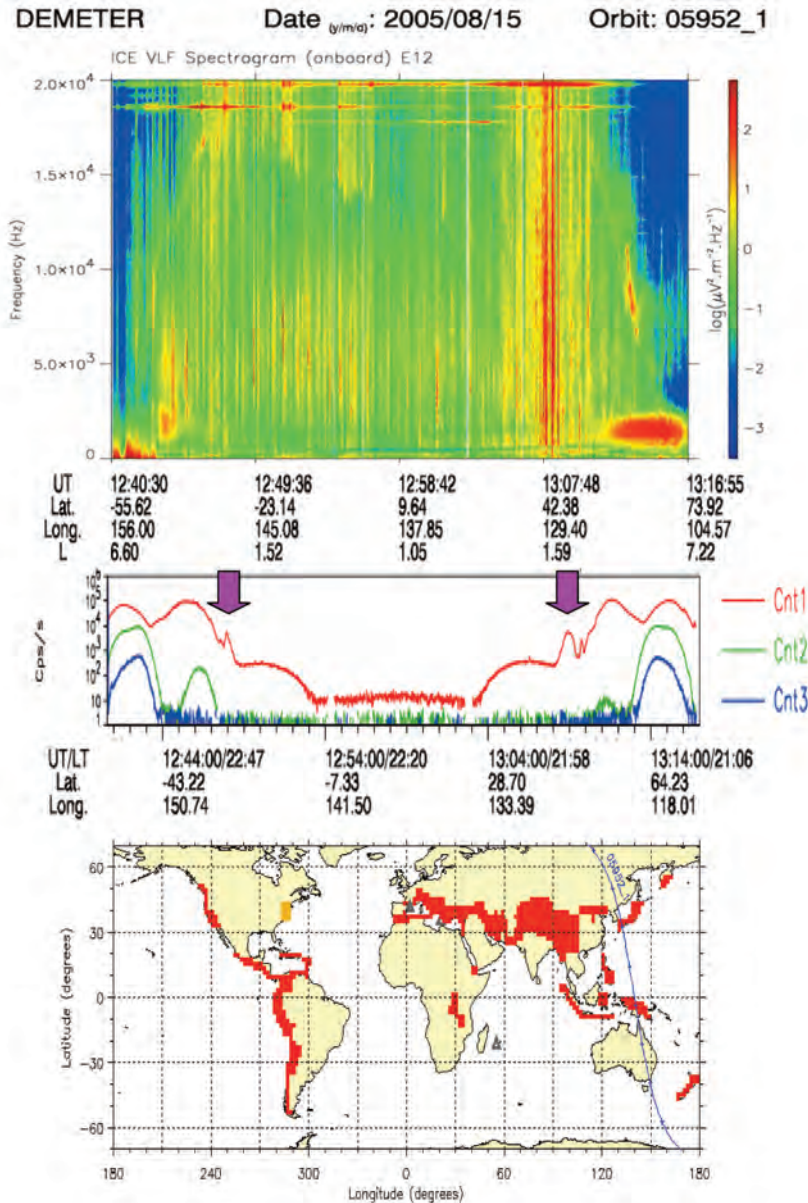 DEMETER Date (y/m/d): 2005/08/15 Orbit: 05952_1
ICE VLF Spectrogram (onboard) E12
2.0×10⁴
1.5×10⁴
1.0×10⁴
5.0×10³
0
Frequency (Hz)
2
1
0
−1
−2
−3
log(μV².m⁻².Hz⁻¹)
UT 12:40:30 12:49:36 12:58:42 13:07:48 13:16:55
Lat. -55.62 -23.14 9.64 42.38 73.92
Long. 156.00 145.08 137.85 129.40 104.57
L 6.60 1.52 1.05 1.59 7.22
10⁶
10⁵
10⁴
10³
10²
10
1
Cps/s
Cnt1
Cnt2
Cnt3
UT/LT 12:44:00/22:47 12:54:00/22:20 13:04:00/21:58 13:14:00/21:06
Lat. -43.22 -7.33 28.70 64.23
Long. 150.74 141.50 133.39 118.01
05952
60
30
0
−30
−60
Latitude (degrees)
180 240 300 0 60 120 180
Longitude (degrees)